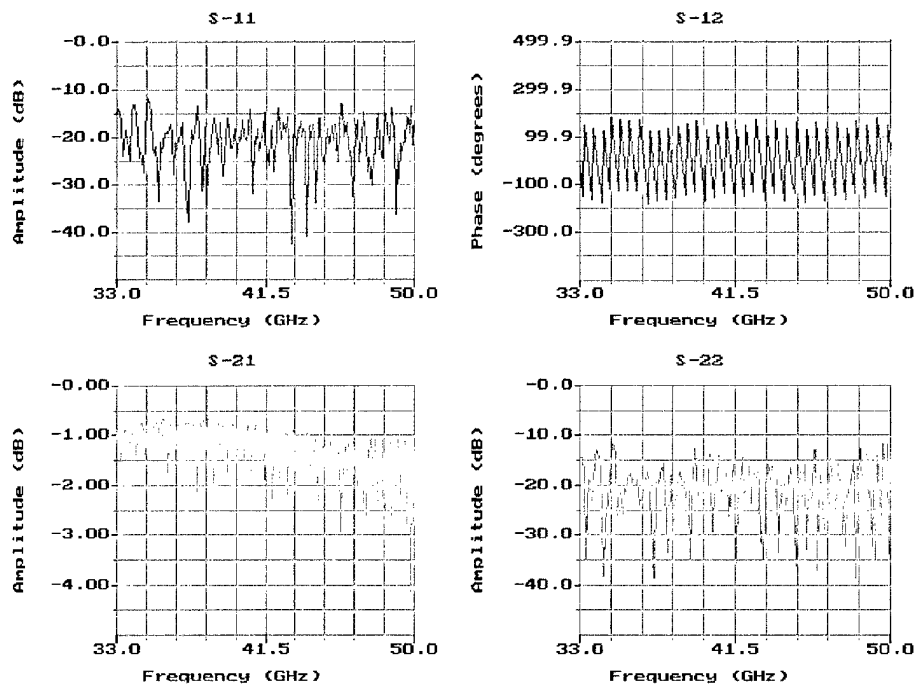 S-11
Amplitude (dB)
-0.0
-10.0
-20.0
-30.0
-40.0
33.0 41.5 50.0
Frequency (GHz)
S-12
Phase (degrees)
499.9
299.9
99.9
-100.0
-300.0
33.0 41.5 50.0
Frequency (GHz)
S-21
Amplitude (dB)
-0.00
-1.00
-2.00
-3.00
-4.00
33.0 41.5 50.0
Frequency (GHz)
S-22
Amplitude (dB)
-0.0
-10.0
-20.0
-30.0
-40.0
33.0 41.5 50.0
Frequency (GHz)